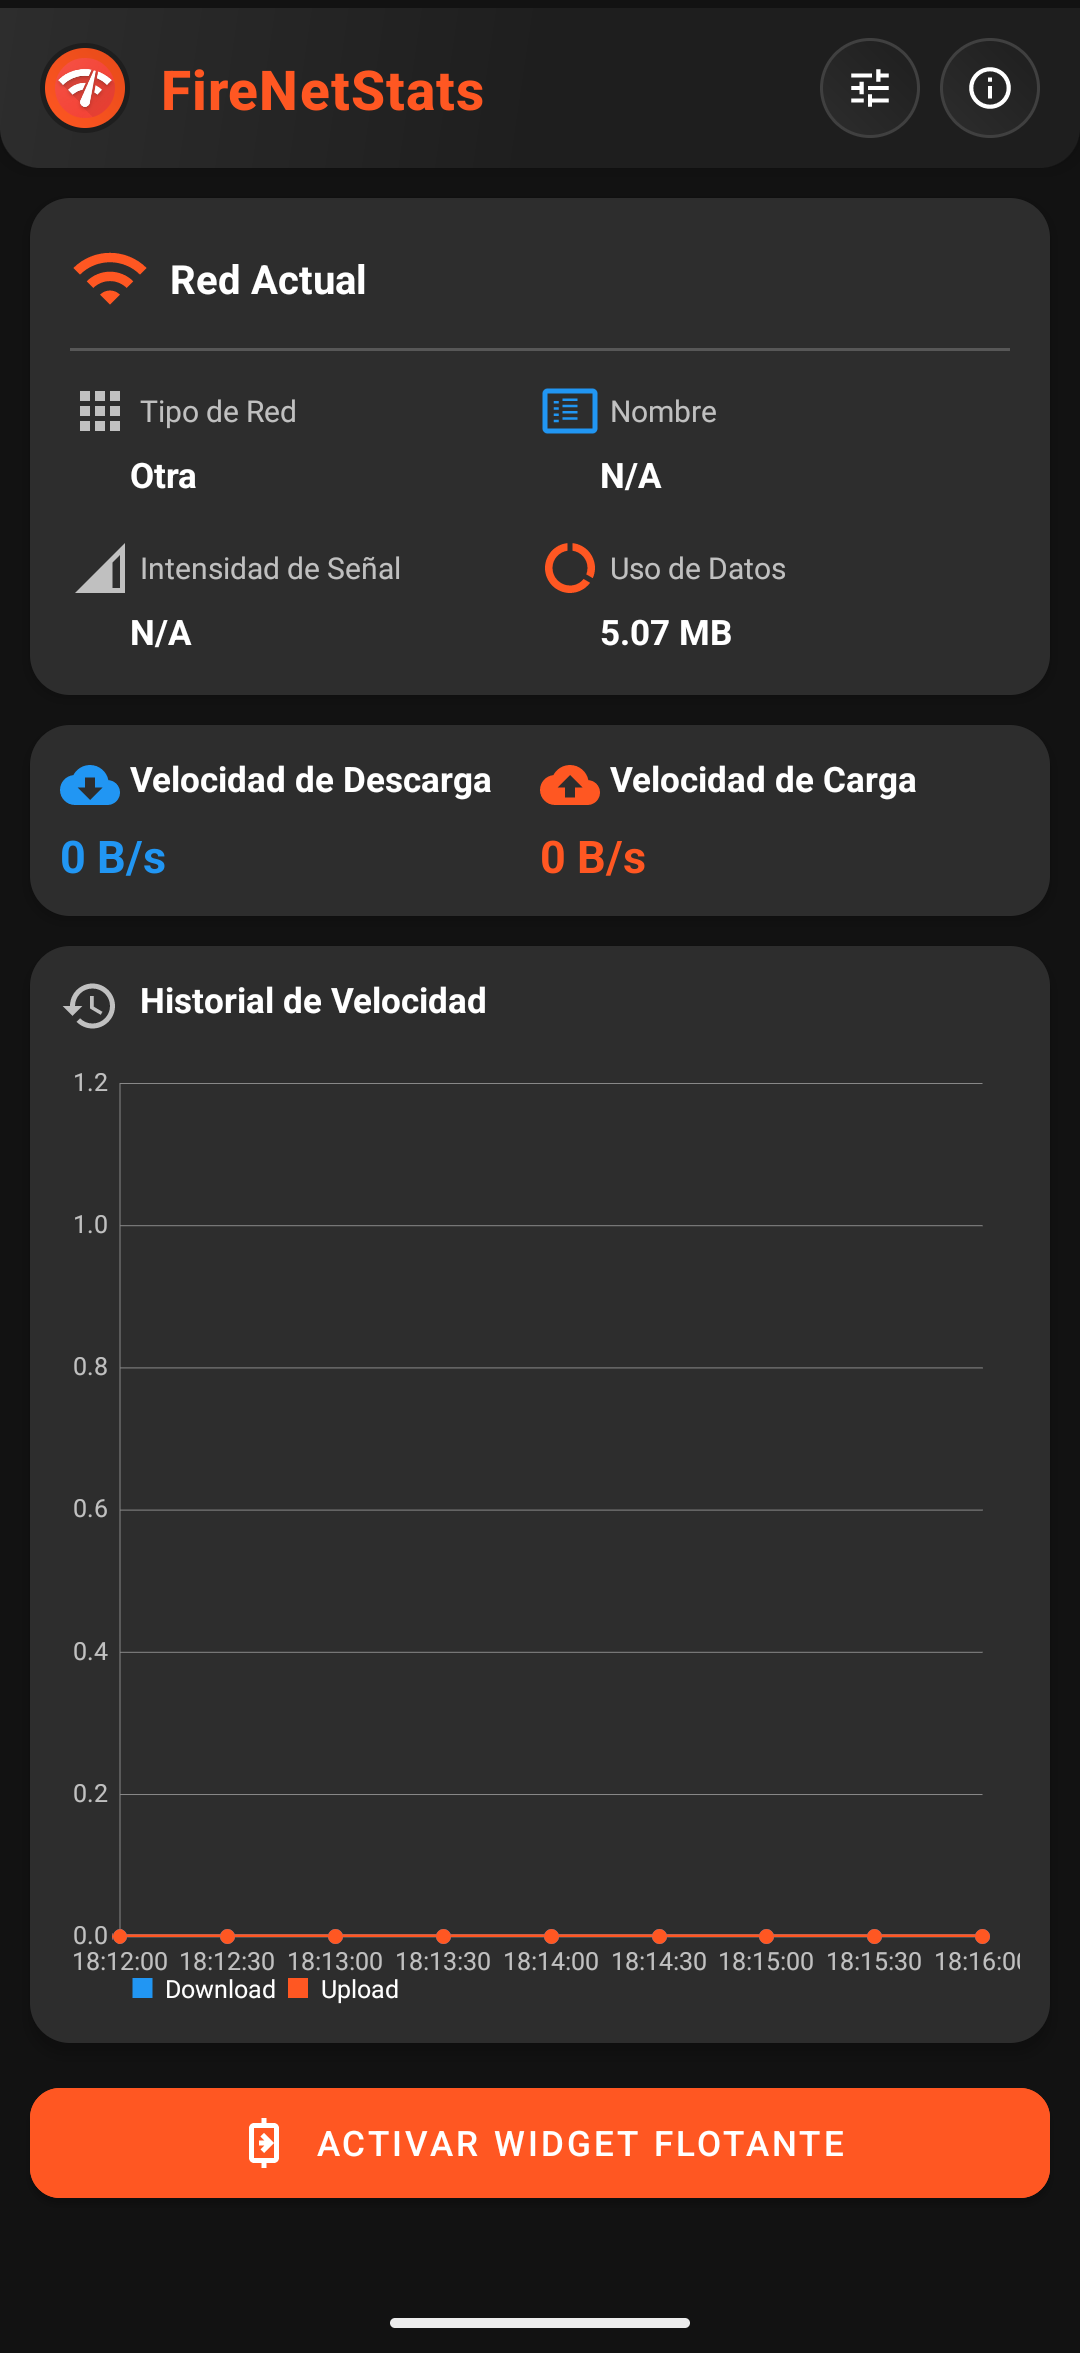 FireNetStats
Red Actual
Tipo de Red
Nombre
Otra
N/A
Intensidad de Señal
Uso de Datos
N/A
5.07 MB
Velocidad de Descarga
Velocidad de Carga
0 B/s
0 B/s
Historial de Velocidad
1.2
1.0
0.8
0.6
0.4
0.2
0.0
18:12:00 18:12:30 18:13:00 18:13:30 18:14:00 18:14:30 18:15:00 18:15:30 18:16:00
Download Upload
ACTIVAR WIDGET FLOTANTE